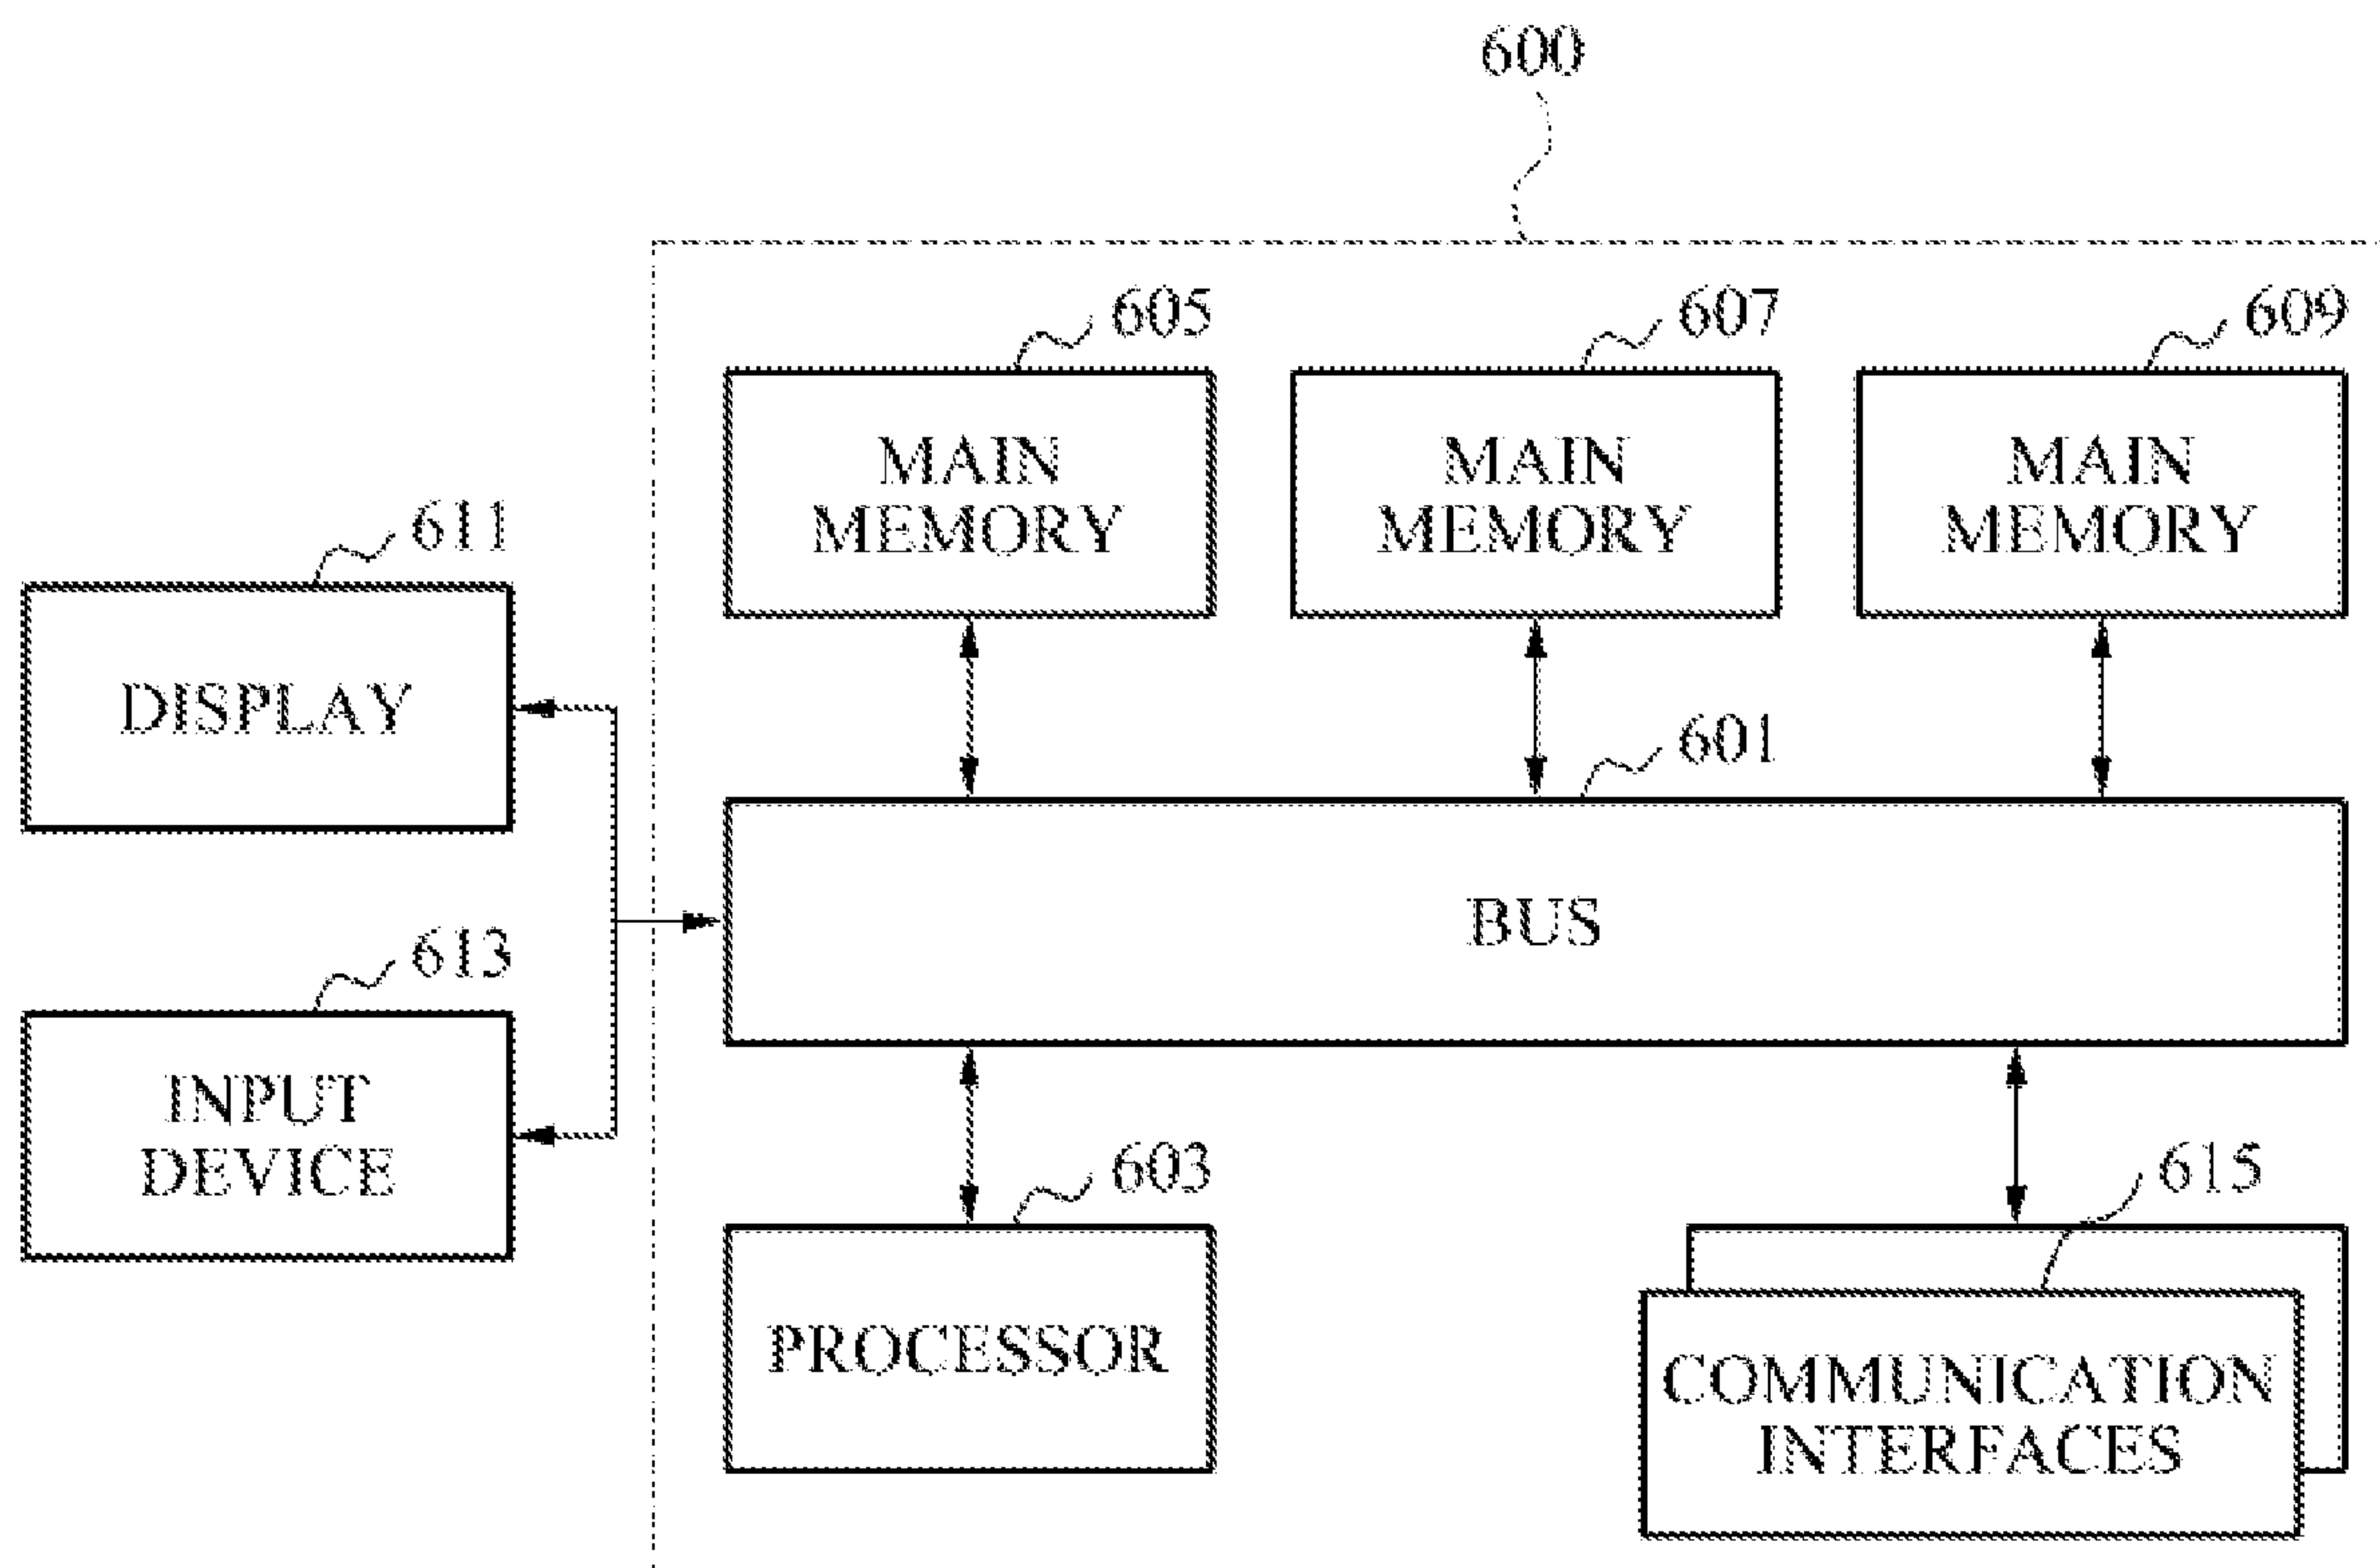 600
605
607
609
MAIN
MEMORY
MAIN
MEMORY
MAIN
MEMORY
611
DISPLAY
601
BUS
613
INPUT
DEVICE
603
PROCESSOR
615
COMMUNICATION
INTERFACES